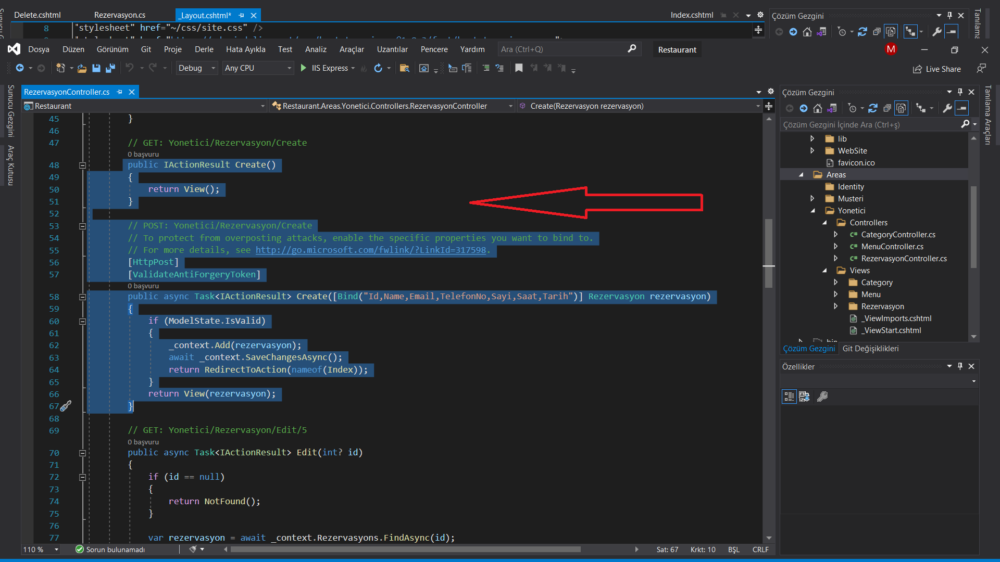 Delete.cshtml
Rezervasyon.cs
_Layout.cshtml*
Index.cshtml
Çözüm Gezgini
8
"stylesheet" href="~/css/site.css" />
Dosya
Düzen
Görünüm
Git
Proje
Derle
Hata Ayıkla
Test
Analiz
Araçlar
Uzantılar
Pencere
Yardım
Ara (Ctrl+Q)
Restaurant
M
Debug
Any CPU
IIS Express
Live Share
Sunucu Gezgini
Araç Kutusu
RezervasyonController.cs
Restaurant
Restaurant.Areas.Yonetici.Controllers.RezervasyonController
Create(Rezervasyon rezervasyon)
45 }
46
47 // GET: Yonetici/Rezervasyon/Create
0 başvuru
48 public IActionResult Create()
49 {
50 return View();
51 }
52
53 // POST: Yonetici/Rezervasyon/Create
54 // To protect from overposting attacks, enable the specific properties you want to bind to.
55 // For more details, see http://go.microsoft.com/fwlink/?LinkId=317598.
56 [HttpPost]
57 [ValidateAntiForgeryToken]
0 başvuru
58 public async Task<IActionResult> Create([Bind("Id,Name,Email,TelefonNo,Sayi,Saat,Tarih")] Rezervasyon rezervasyon)
59 {
60 if (ModelState.IsValid)
61 {
62 _context.Add(rezervasyon);
63 await _context.SaveChangesAsync();
64 return RedirectToAction(nameof(Index));
65 }
66 return View(rezervasyon);
67 }
68
69 // GET: Yonetici/Rezervasyon/Edit/5
0 başvuru
70 public async Task<IActionResult> Edit(int? id)
71 {
72 if (id == null)
73 {
74 return NotFound();
75 }
76
77 var rezervasyon = await _context.Rezervasyons.FindAsync(id);
110 %
Sorun bulunamadı
Sat: 67
Krkt: 10
BŞL
CRLF
Çözüm Gezgini
Çözüm Gezgini İçinde Ara (Ctrl+ş)
lib
WebSite
favicon.ico
Areas
Identity
Musteri
Yonetici
Controllers
C# CategoryController.cs
C# MenuController.cs
C# RezervasyonController.cs
Views
Category
Menu
Rezervasyon
_ViewImports.cshtml
_ViewStart.cshtml
bin
Çözüm Gezgini
Git Değişiklikleri
Özellikler
Tanılama Araçları